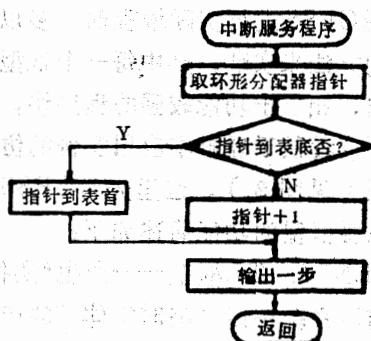 中断服务程序
取环形分配器指针
Y
指针到表底否?
N
指针到表首
指针+1
输出一步
返回